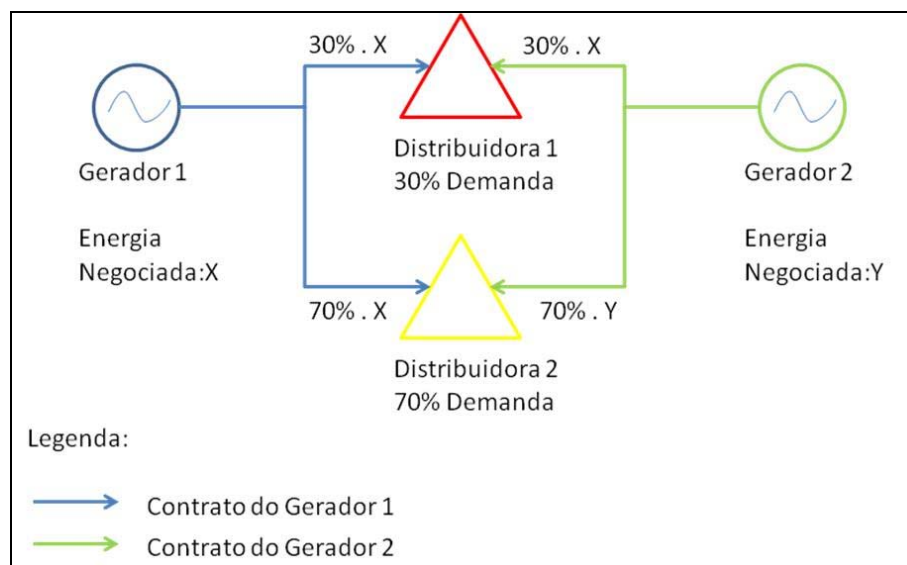 30% . X
30% . X
Gerador 1
Distribuidora 1
30% Demanda
Gerador 2
Energia
Negociada:X
Energia
Negociada:Y
70% . X
70% . Y
Distribuidora 2
70% Demanda
Legenda:
Contrato do Gerador 1
Contrato do Gerador 2